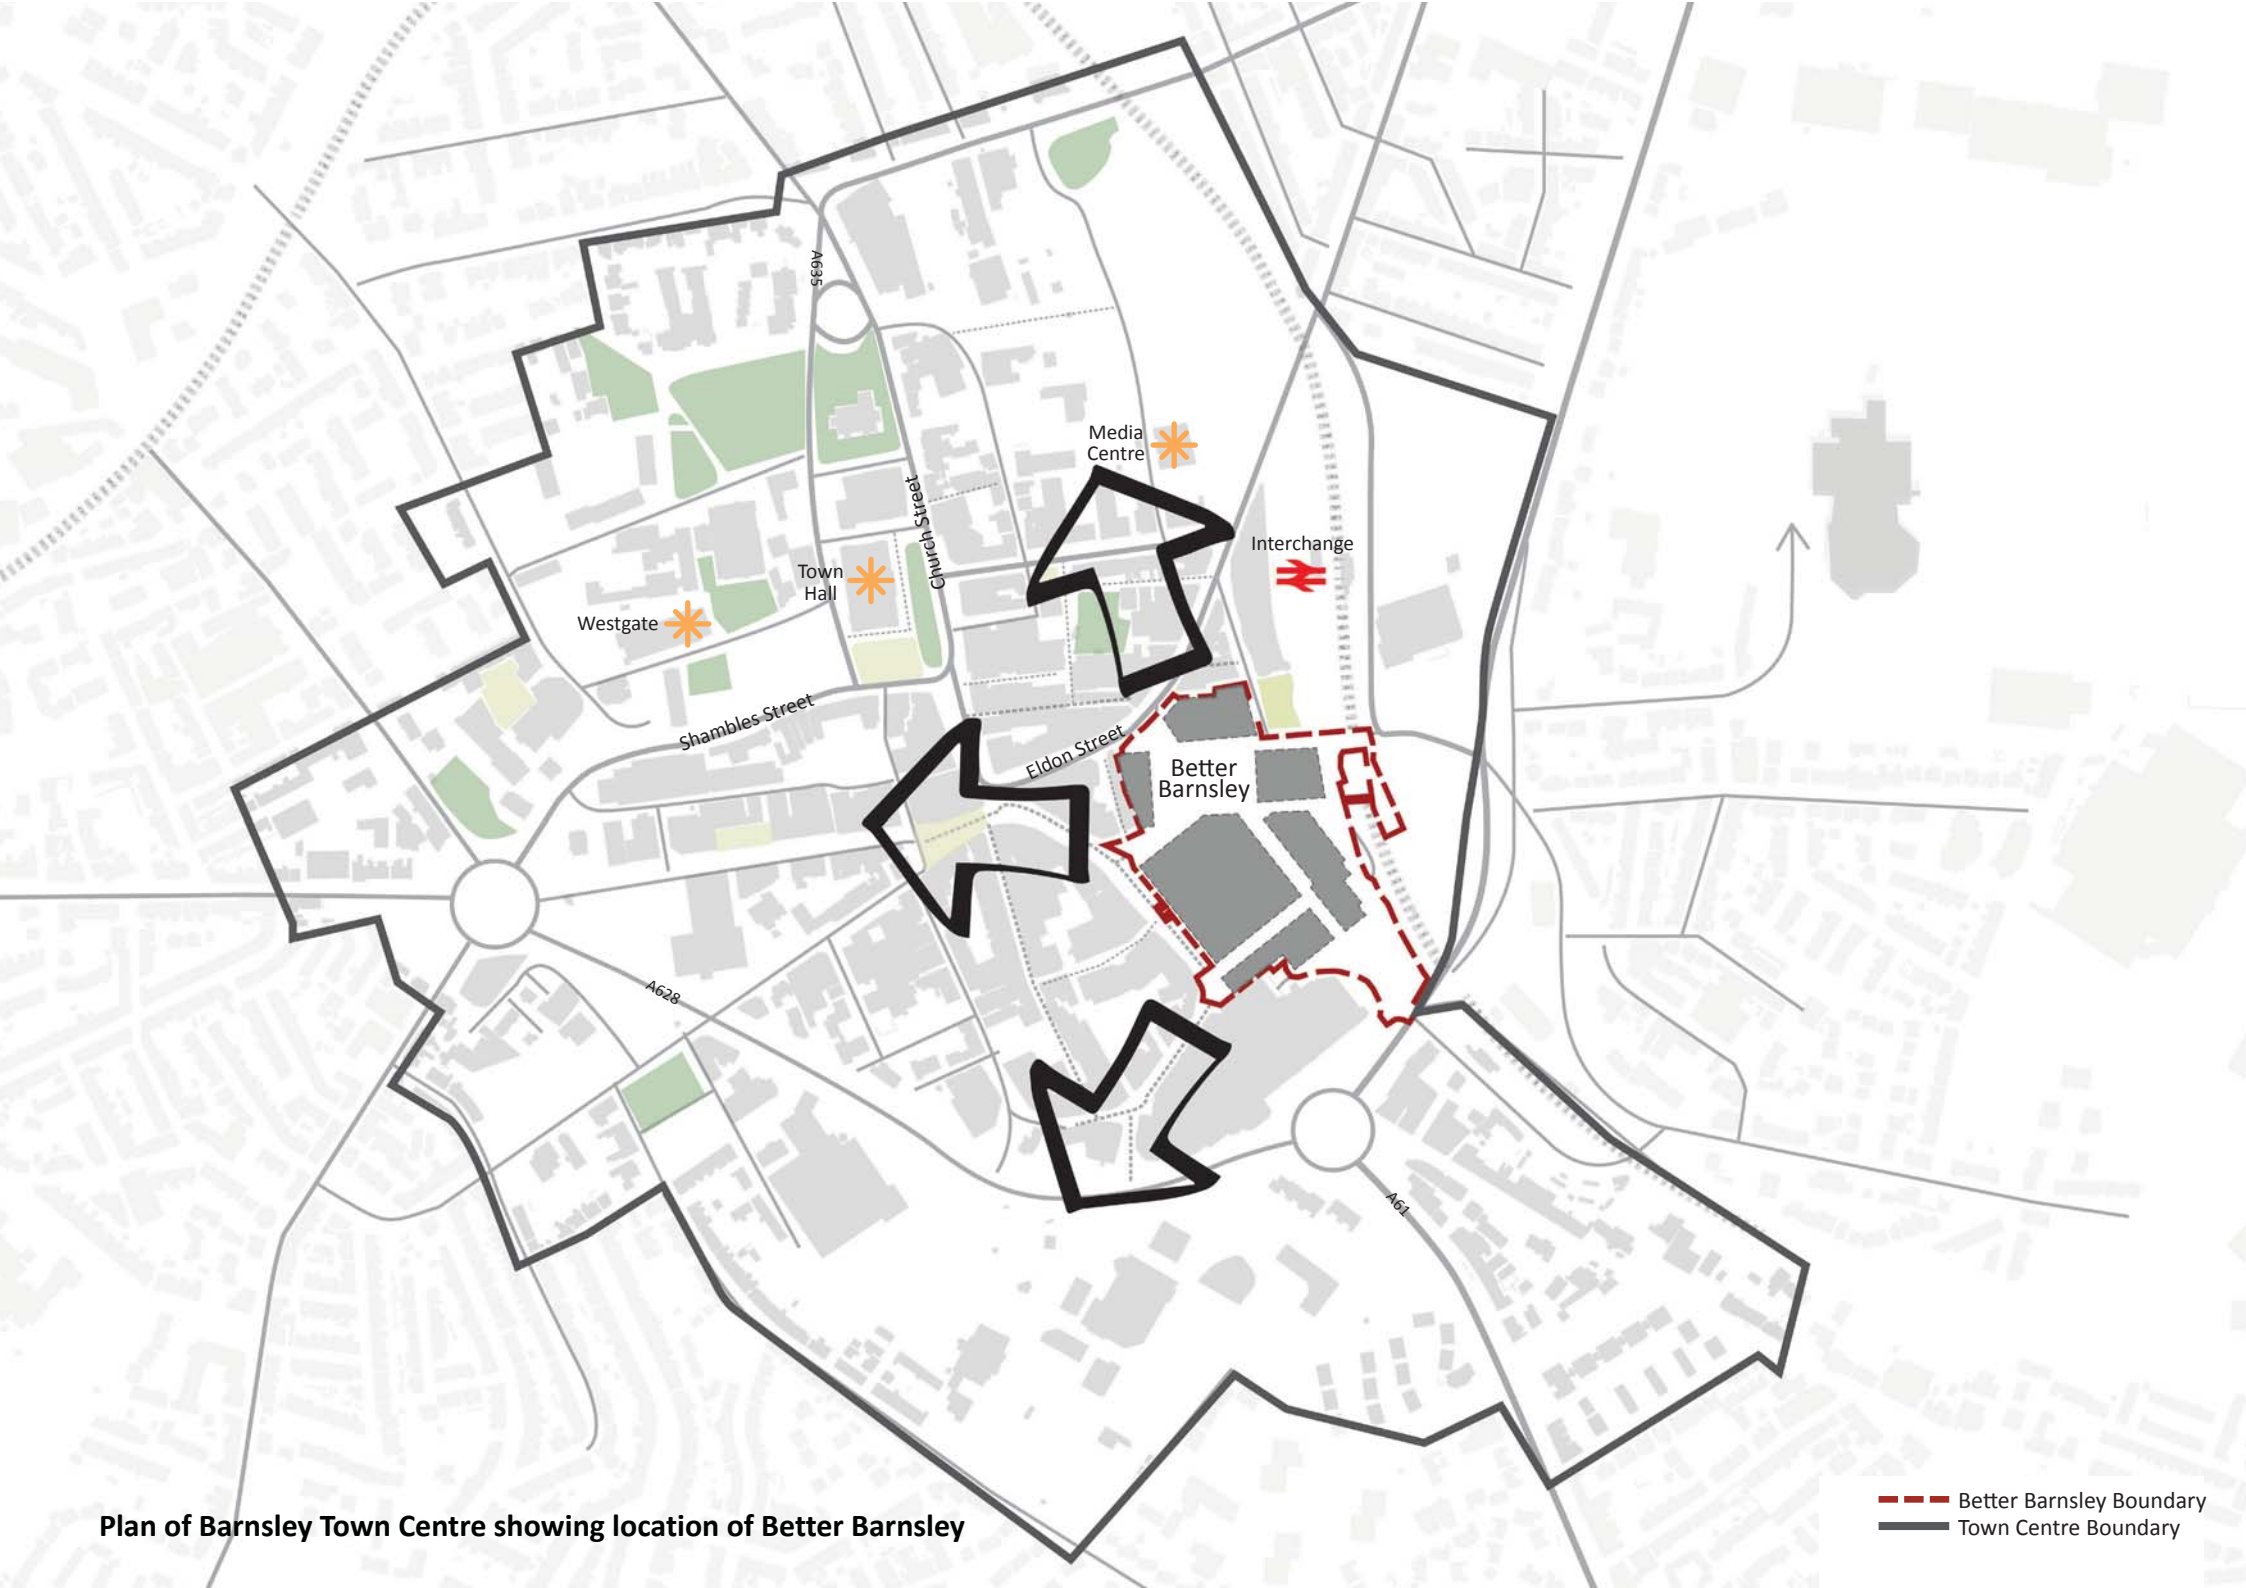 A635
Media
Centre
Church Street
Interchange
Town
Hall
Westgate
Shambles Street
Eldon Street
Better
Barnsley
A628
A61
Plan of Barnsley Town Centre showing location of Better Barnsley
Better Barnsley Boundary
Town Centre Boundary